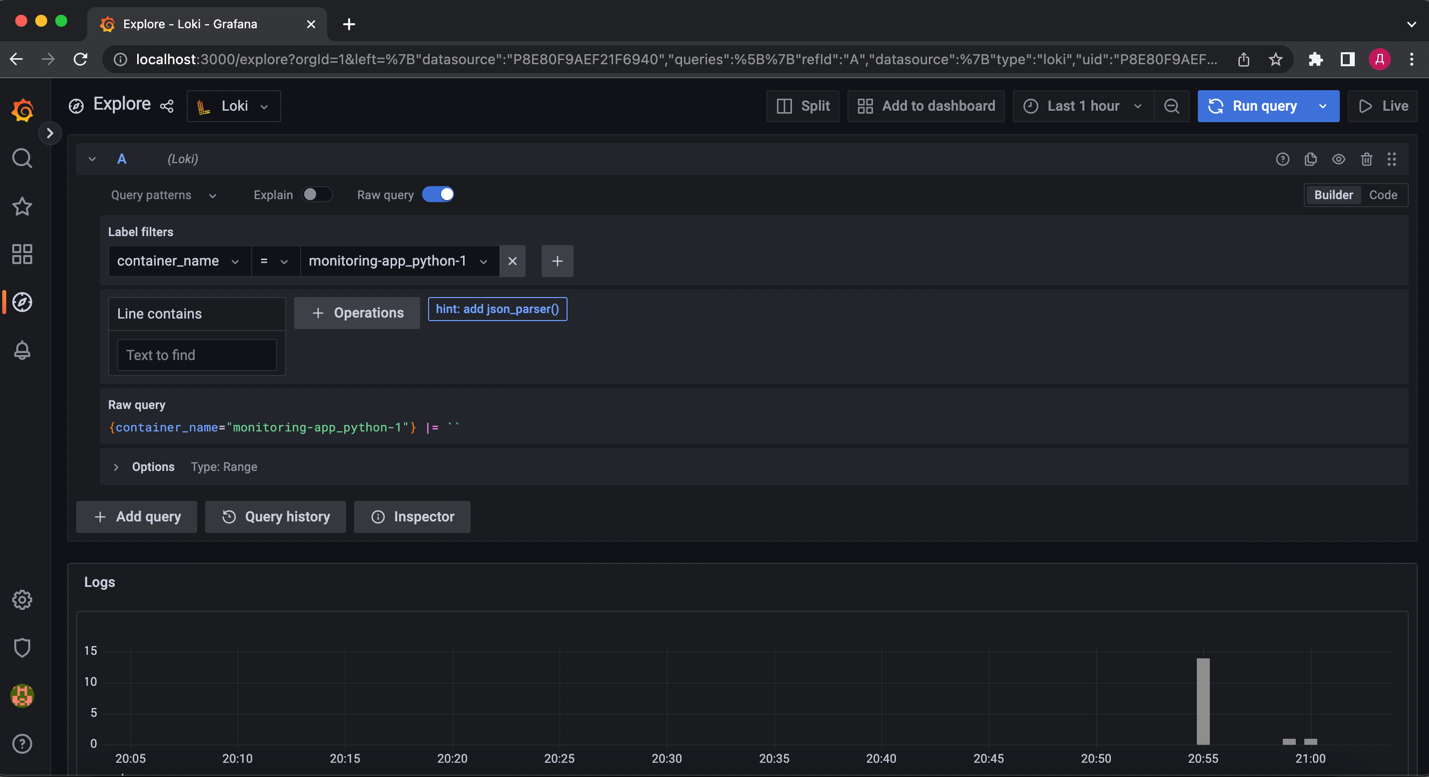 Explore - Loki - Grafana
localhost:3000/explore?orgId=1&left=%7B"datasource":"P8E80F9AEF21F6940","queries":%5B%7B"refId":"A","datasource":%7B"type":"loki","uid":"P8E80F9AEF...
Д
Explore
Loki
Split
Add to dashboard
Last 1 hour
Run query
Live
A
(Loki)
Query patterns
Explain
Raw query
Builder
Code
Label filters
container_name
=
monitoring-app_python-1
Line contains
+ Operations
hint: add json_parser()
Text to find
Raw query
{container_name="monitoring-app_python-1"} |= ``
Options
Type: Range
+ Add query
Query history
Inspector
Logs
15
10
5
0
20:05 20:10 20:15 20:20 20:25 20:30 20:35 20:40 20:45 20:50 20:55 21:00